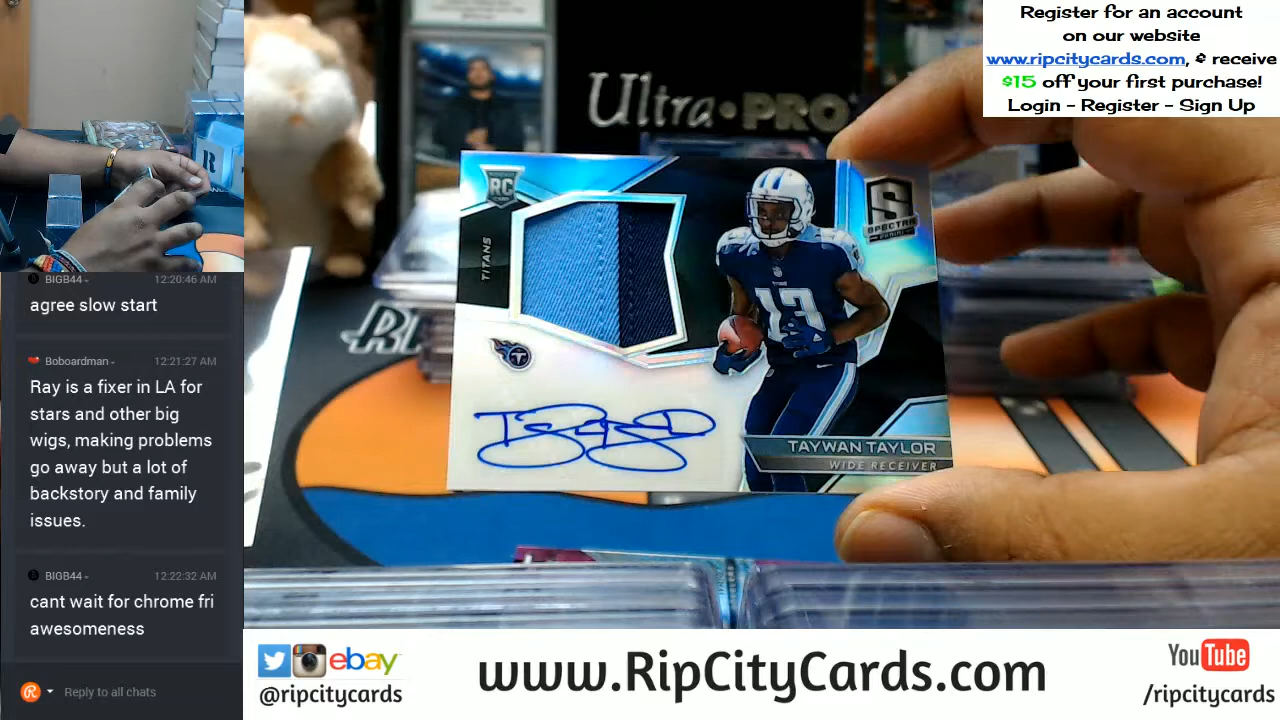 Register for an account
on our website
www.ripcitycards.com, & receive
$15 off your first purchase!
Login - Register - Sign Up
Ultra•PRO
RC
TITANS
S
SPECTRA
PANINI
13
T
TAYWAN TAYLOR
WIDE RECEIVER
R
BIGB44 12:20:46 AM
agree slow start
Boboardman 12:21:27 AM
Ray is a fixer in LA for
stars and other big
wigs, making problems
go away but a lot of
backstory and family
issues.
BIGB44 12:22:32 AM
cant wait for chrome fri
awesomeness
Reply to all chats
ebay
@ripcitycards
www.RipCityCards.com
YouTube
/ripcitycards